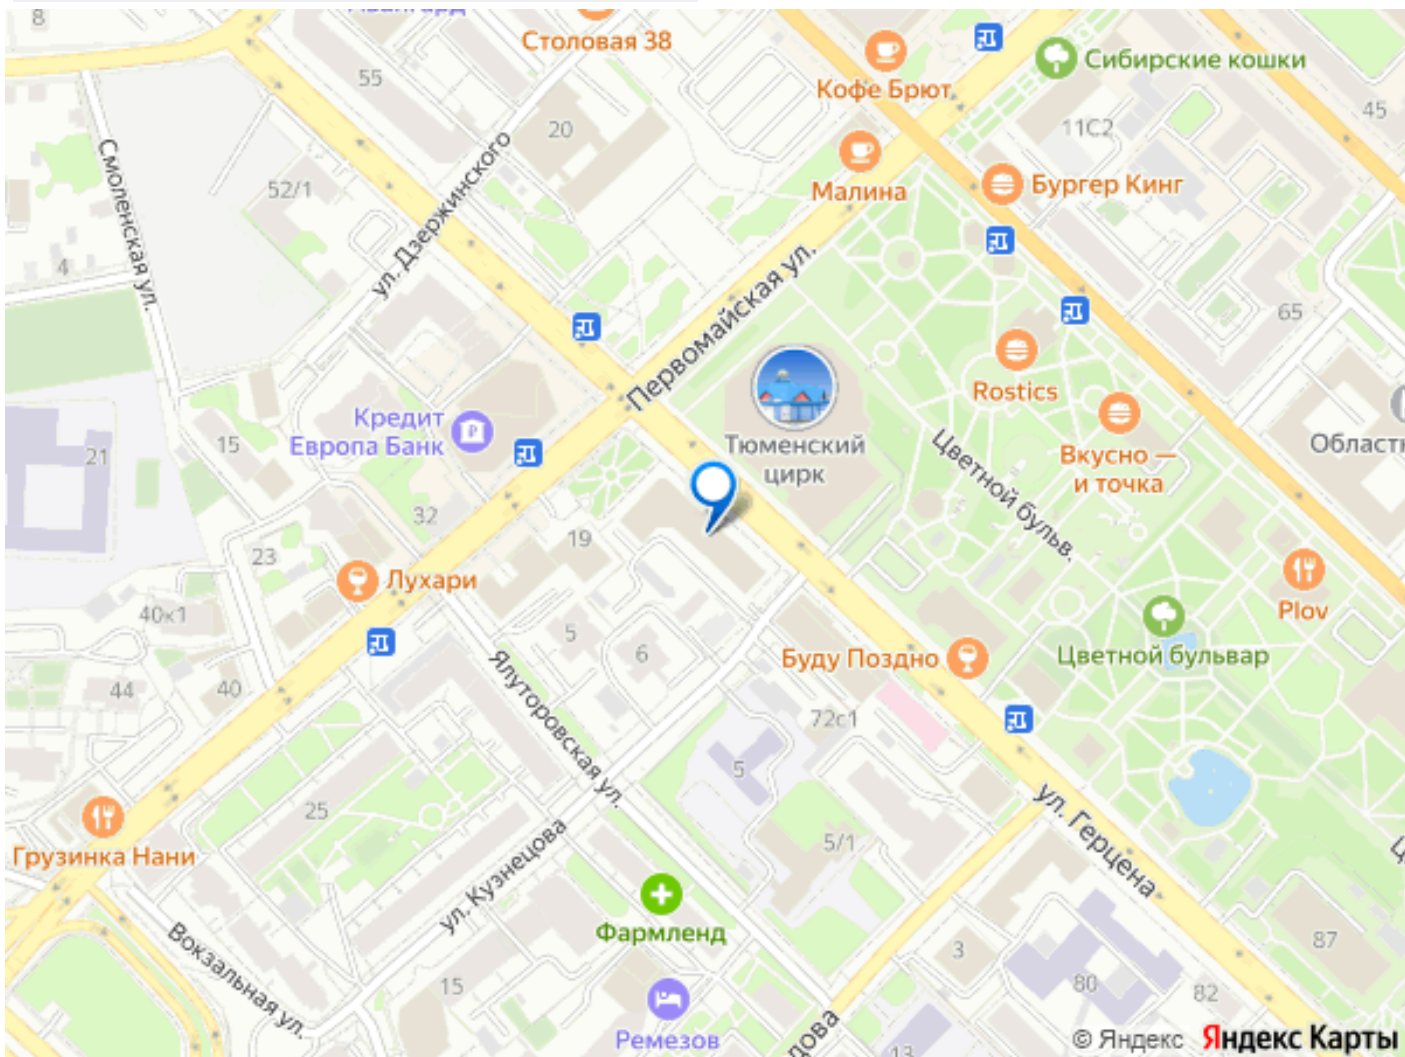 8
Столовая 38
55
Кофе Брют
Сибирские кошки
45
11С2
20
Малина
Бургер Кинг
52/1
Смоленская ул.
ул. Дзержинского
4
Первомайская ул.
65
Rostics
Кредит
Европа Банк
15
21
Тюменский
цирк
Цветной бульв.
Вкусно —
и точка
32
19
23
Лухари
Plov
40к1
5
6
Буду Поздно
Цветной бульвар
44
40
Ялуторовская ул.
72с1
5
25
ул. Герцена
5/1
Грузинка Нани
ул. Кузнецова
Фармленд
Вокзальная ул.
3
87
15
80
82
Ремезов
13
© Яндекс Яндекс Карты